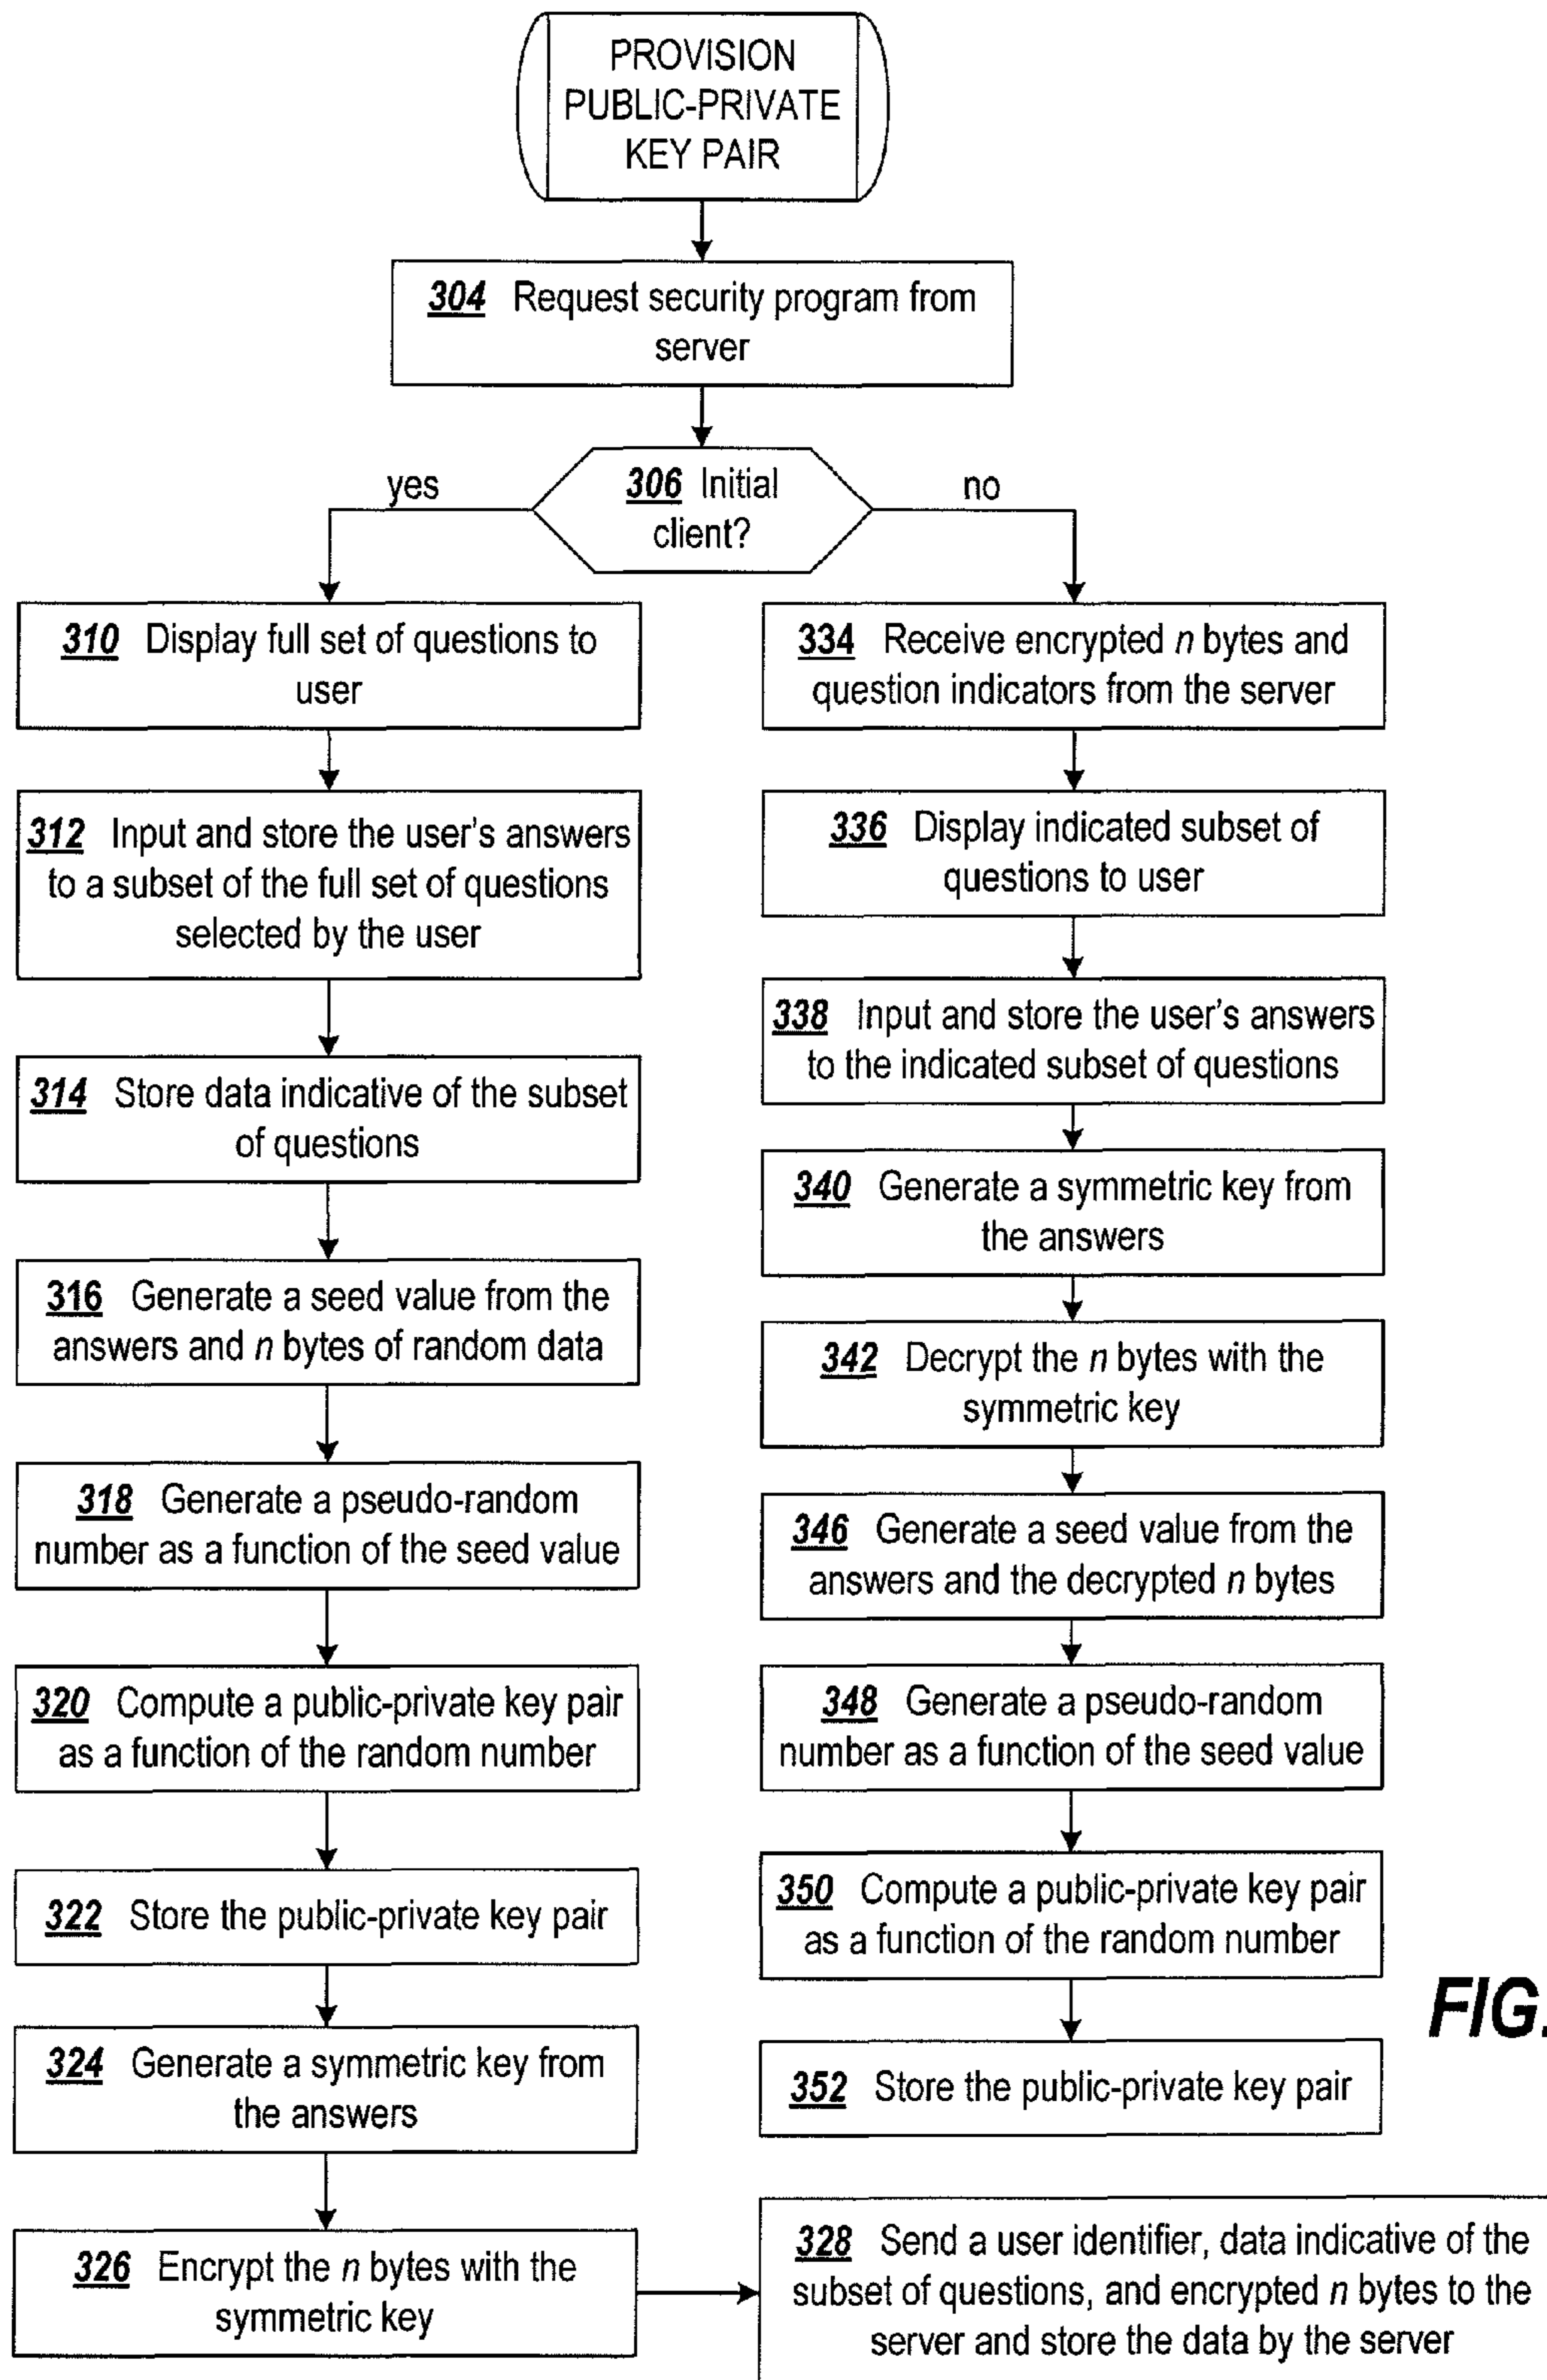 PROVISION
PUBLIC-PRIVATE
KEY PAIR
304 Request security program from
server
306 Initial
client?
yes
no
310 Display full set of questions to
user
312 Input and store the user's answers
to a subset of the full set of questions
selected by the user
314 Store data indicative of the subset
of questions
316 Generate a seed value from the
answers and n bytes of random data
318 Generate a pseudo-random
number as a function of the seed value
320 Compute a public-private key pair
as a function of the random number
322 Store the public-private key pair
324 Generate a symmetric key from
the answers
326 Encrypt the n bytes with the
symmetric key
328 Send a user identifier, data indicative of the
subset of questions, and encrypted n bytes to the
server and store the data by the server
334 Receive encrypted n bytes and
question indicators from the server
336 Display indicated subset of
questions to user
338 Input and store the user's answers
to the indicated subset of questions
340 Generate a symmetric key from
the answers
342 Decrypt the n bytes with the
symmetric key
346 Generate a seed value from the
answers and the decrypted n bytes
348 Generate a pseudo-random
number as a function of the seed value
350 Compute a public-private key pair
as a function of the random number
352 Store the public-private key pair
FIG.